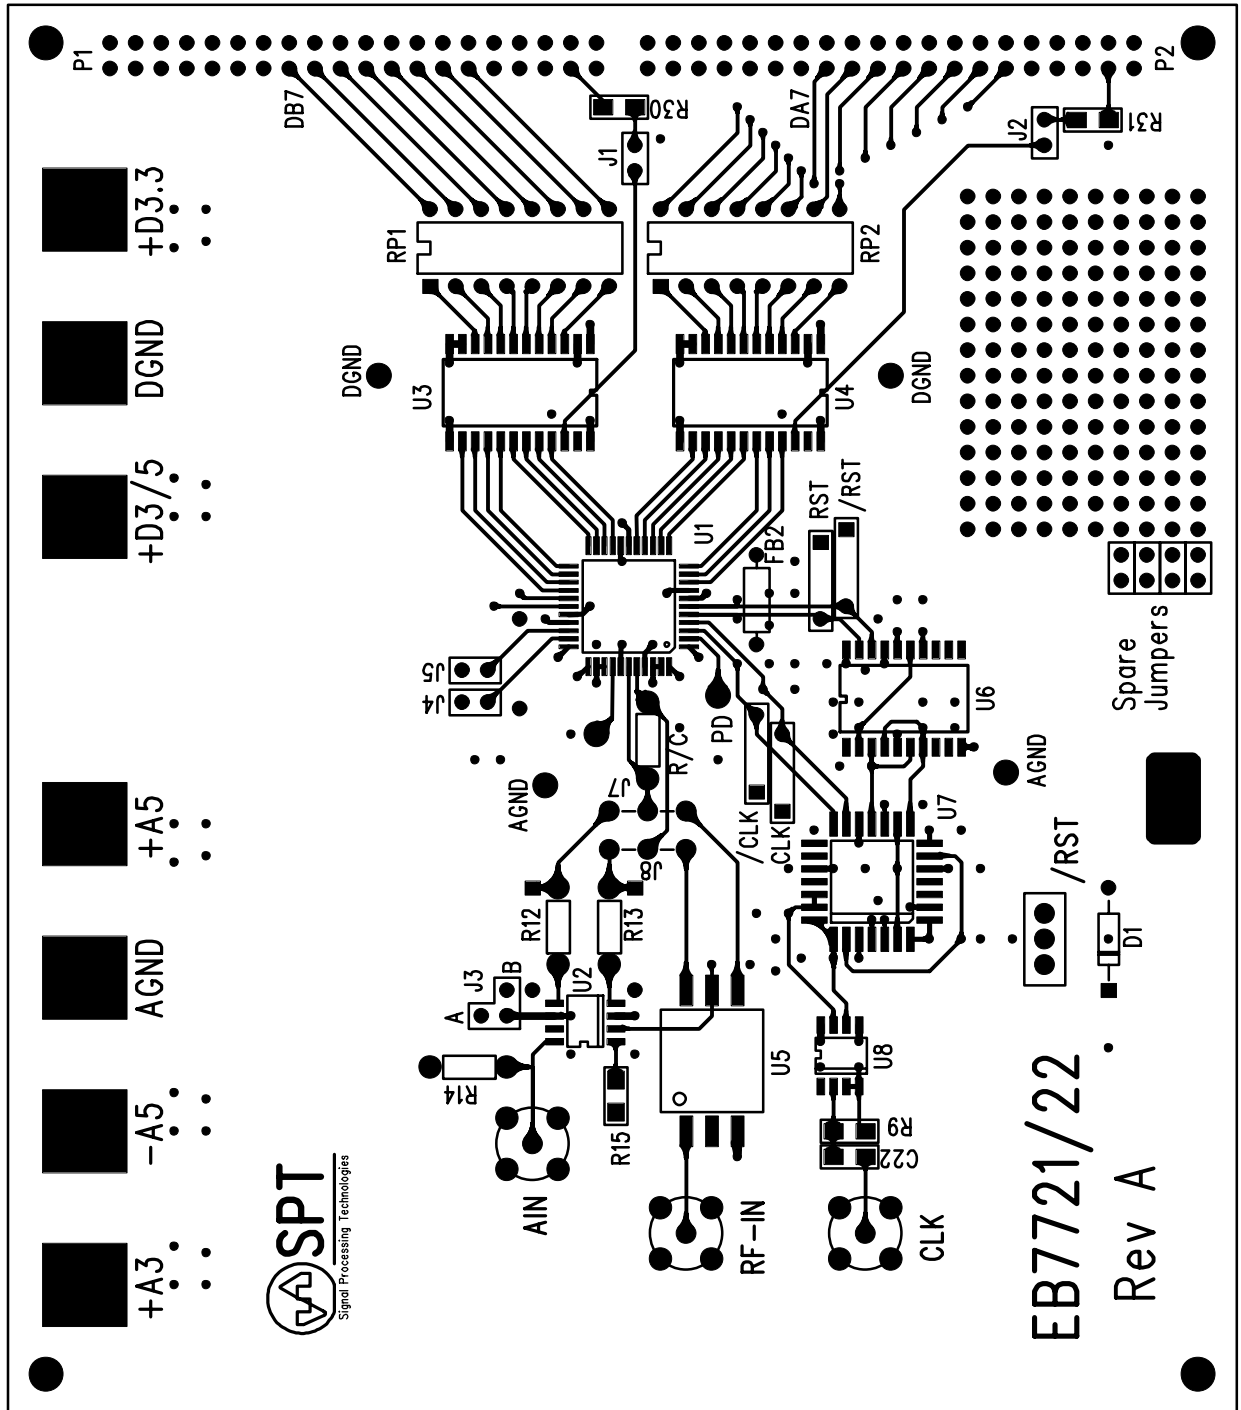 P1
P2
DB7
DA7
R30
J1
J2
R31
+D3.3
RP1
RP2
DGND
DGND
U3
U4
DGND
+D3/5
RST
/RST
U1
FB2
J5
J4
Spare
Jumpers
PD
U6
R/C
AGND
AGND
J7
+A5
/CLK
CLK
U7
J8
/RST
R12
R13
D1
AGND
J3
B
A
U2
U5
U8
R14
-A5
R15
R9
C22
EB7721/22
Rev A
SPT
Signal Processing Technologies
AIN
RF-IN
CLK
+A3